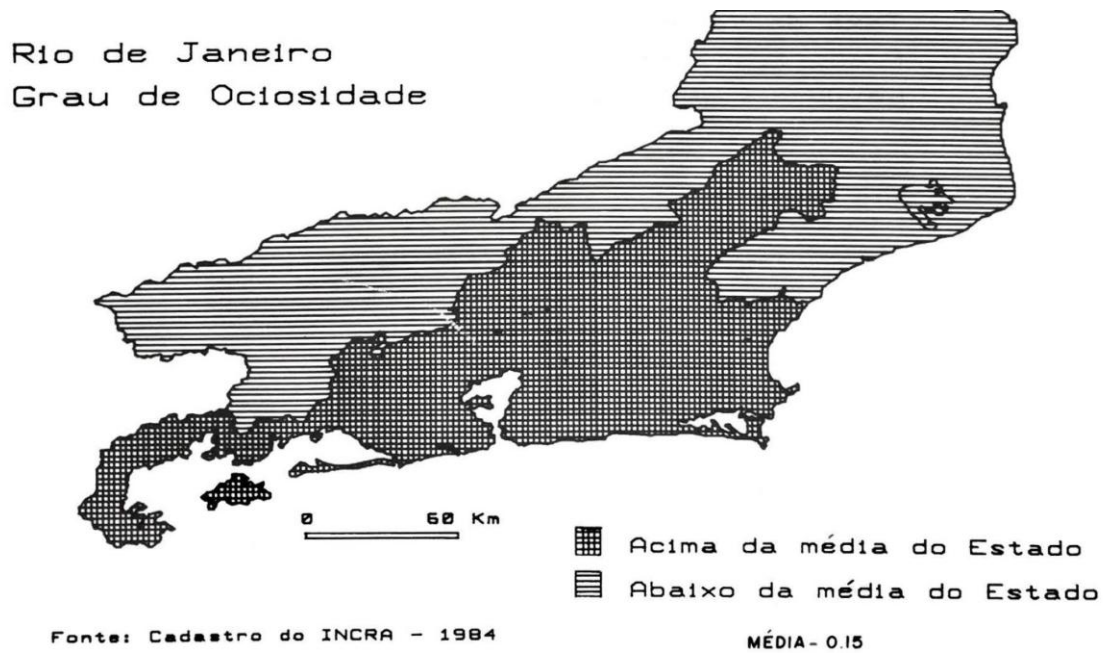 Rio de Janeiro
Grau de Ociosidade
0 60 Km
Acima da média do Estado
Abaixo da média do Estado
Fonte: Cadastro do INCRA - 1984
MÉDIA - 0.15